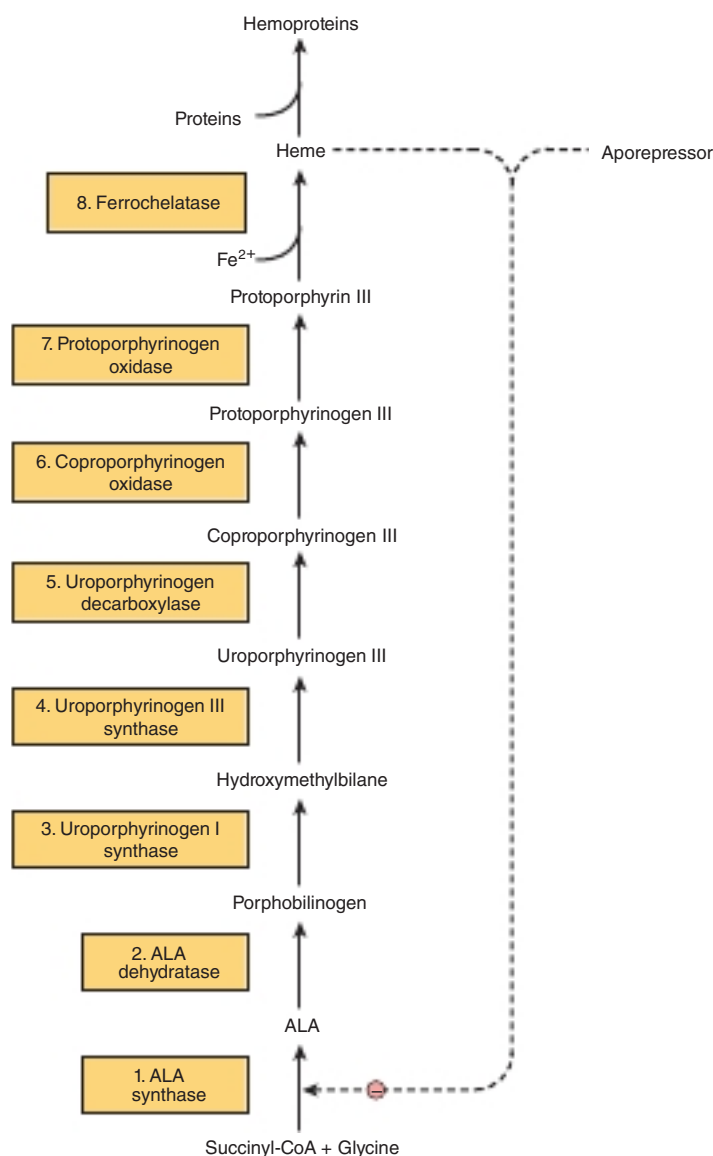 Hemoproteins
Proteins
Heme
Aporepressor
8. Ferrochelatase
Fe2+
Protoporphyrin III
7. Protoporphyrinogen
oxidase
Protoporphyrinogen III
6. Coproporphyrinogen
oxidase
Coproporphyrinogen III
5. Uroporphyrinogen
decarboxylase
Uroporphyrinogen III
4. Uroporphyrinogen III
synthase
Hydroxymethylbilane
3. Uroporphyrinogen I
synthase
Porphobilinogen
2. ALA
dehydratase
ALA
1. ALA
synthase
–
Succinyl-CoA + Glycine